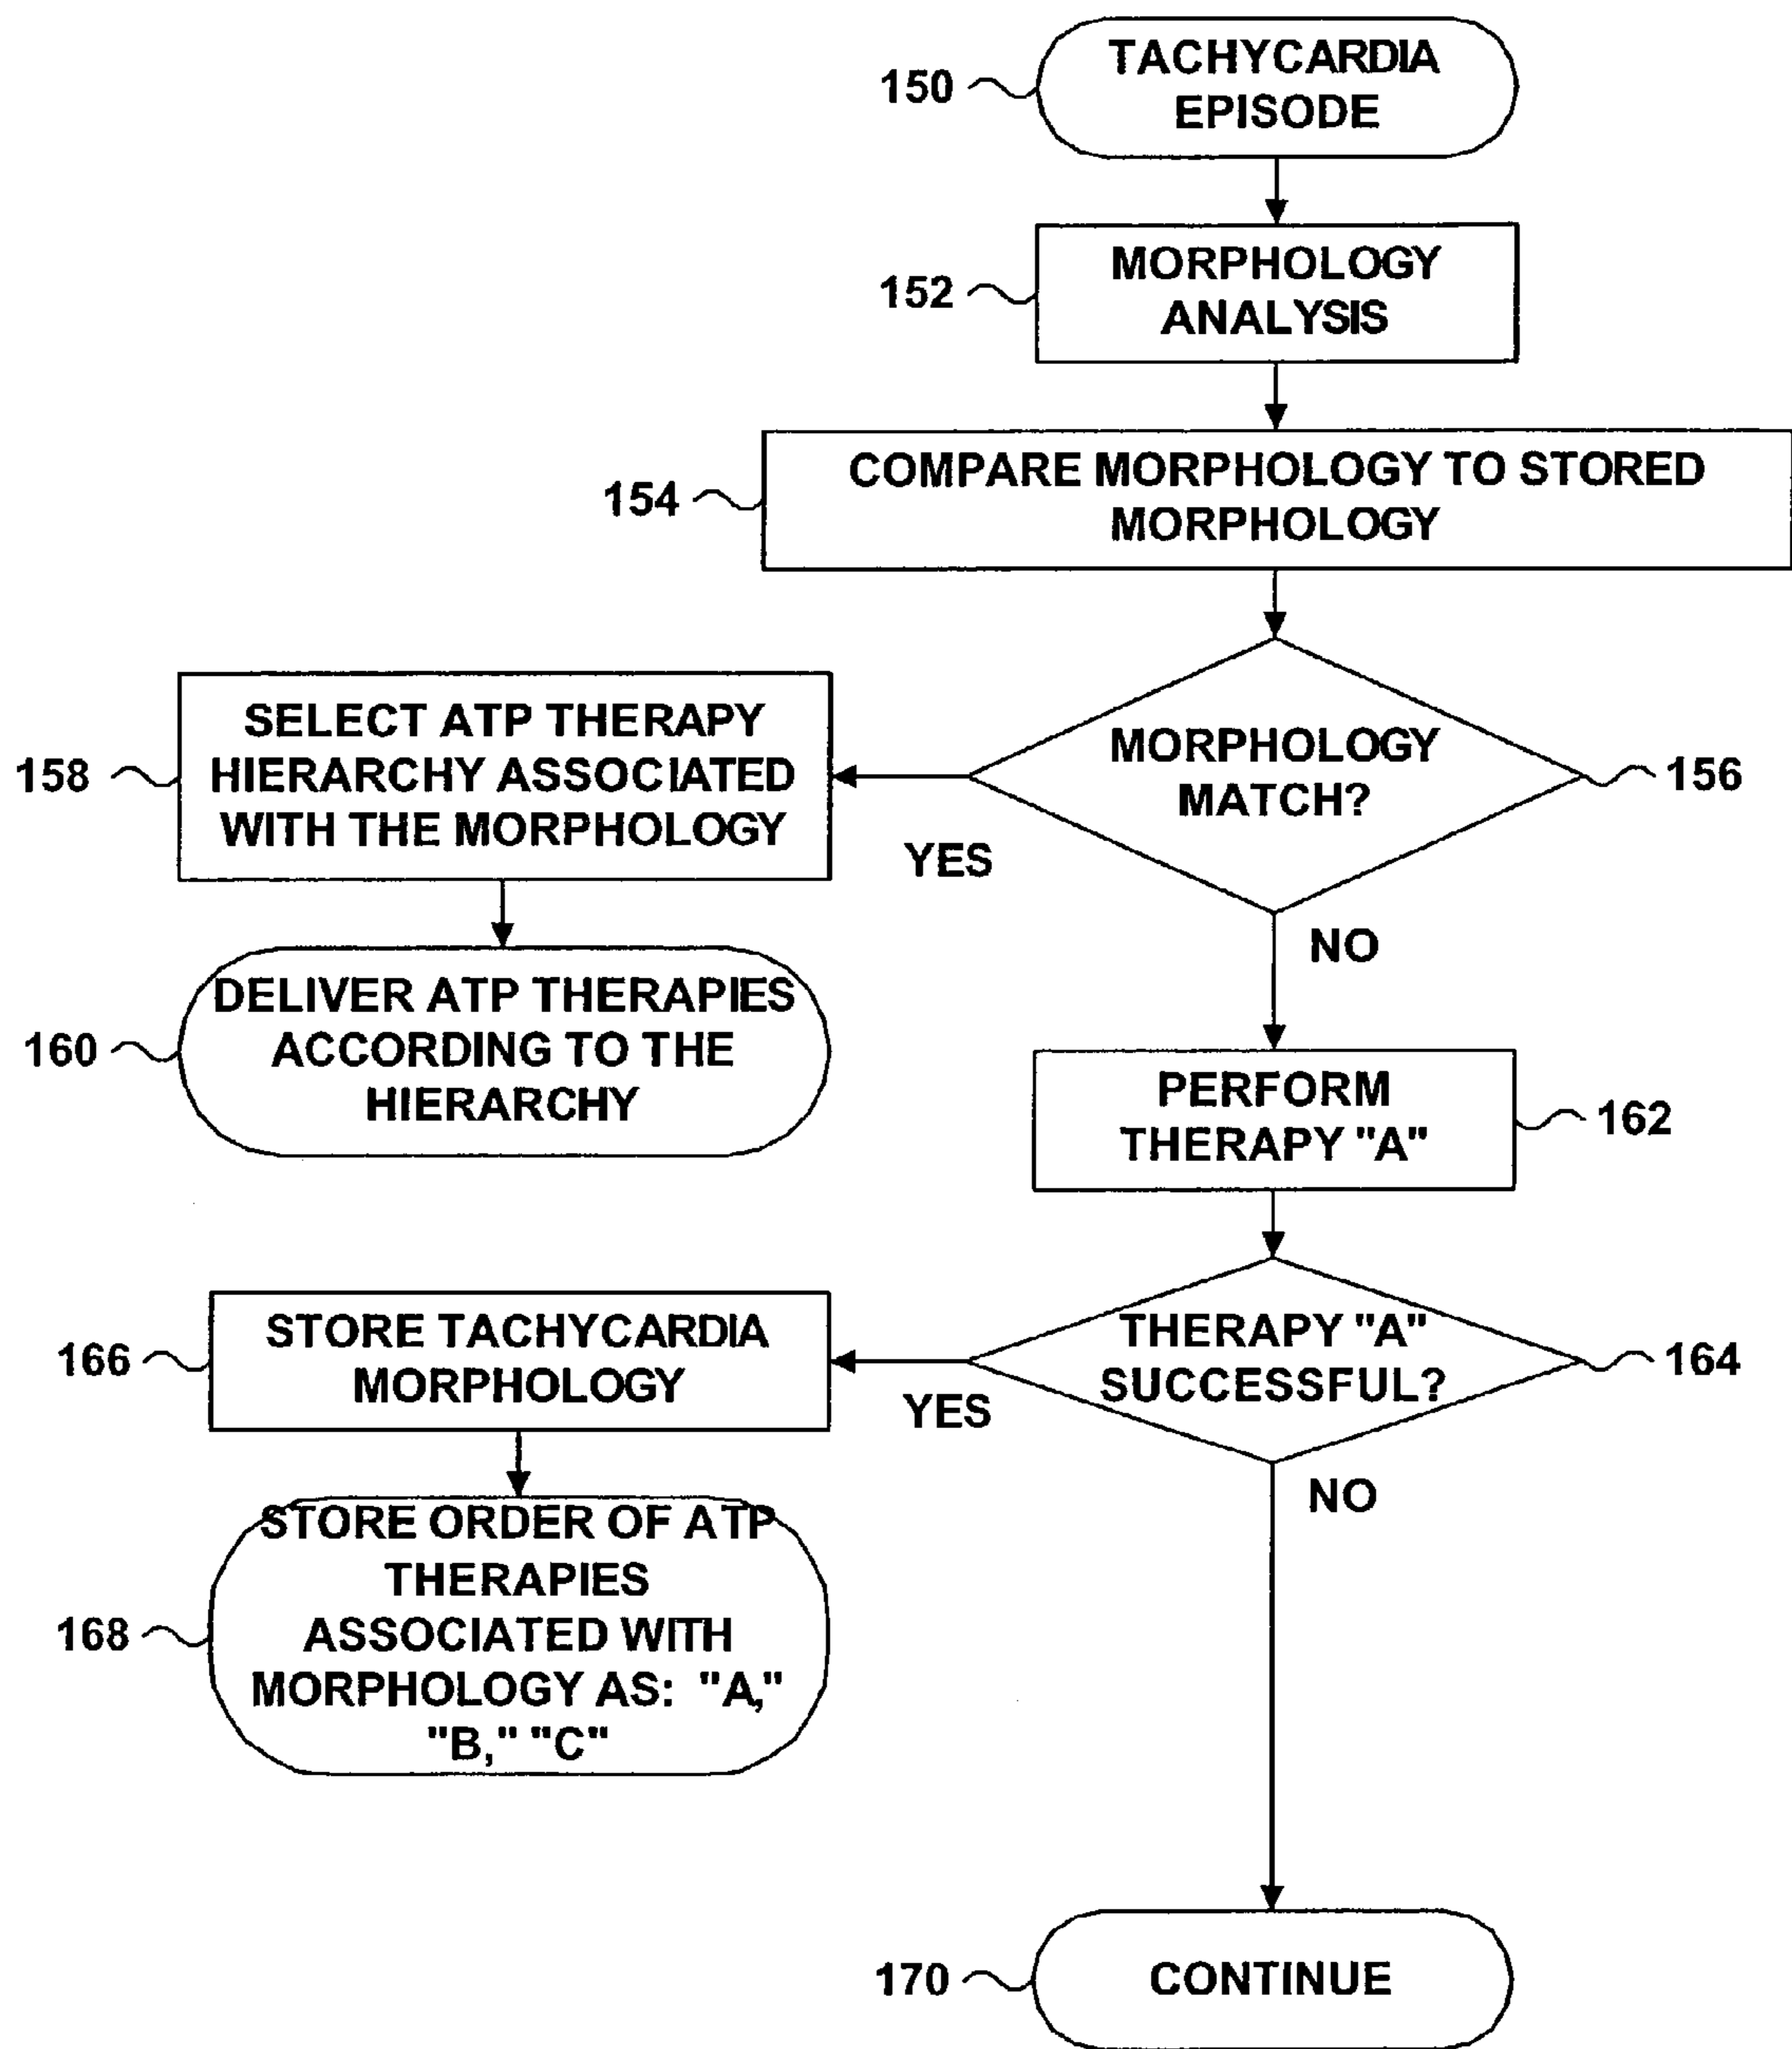 TACHYCARDIA
EPISODE
150
MORPHOLOGY
ANALYSIS
152
COMPARE MORPHOLOGY TO STORED
MORPHOLOGY
154
MORPHOLOGY
MATCH?
156
YES
NO
SELECT ATP THERAPY
HIERARCHY ASSOCIATED
WITH THE MORPHOLOGY
158
DELIVER ATP THERAPIES
ACCORDING TO THE
HIERARCHY
160
PERFORM
THERAPY "A"
162
THERAPY "A"
SUCCESSFUL?
164
YES
NO
STORE TACHYCARDIA
MORPHOLOGY
166
STORE ORDER OF ATP
THERAPIES
ASSOCIATED WITH
MORPHOLOGY AS: "A,"
"B," "C"
168
CONTINUE
170